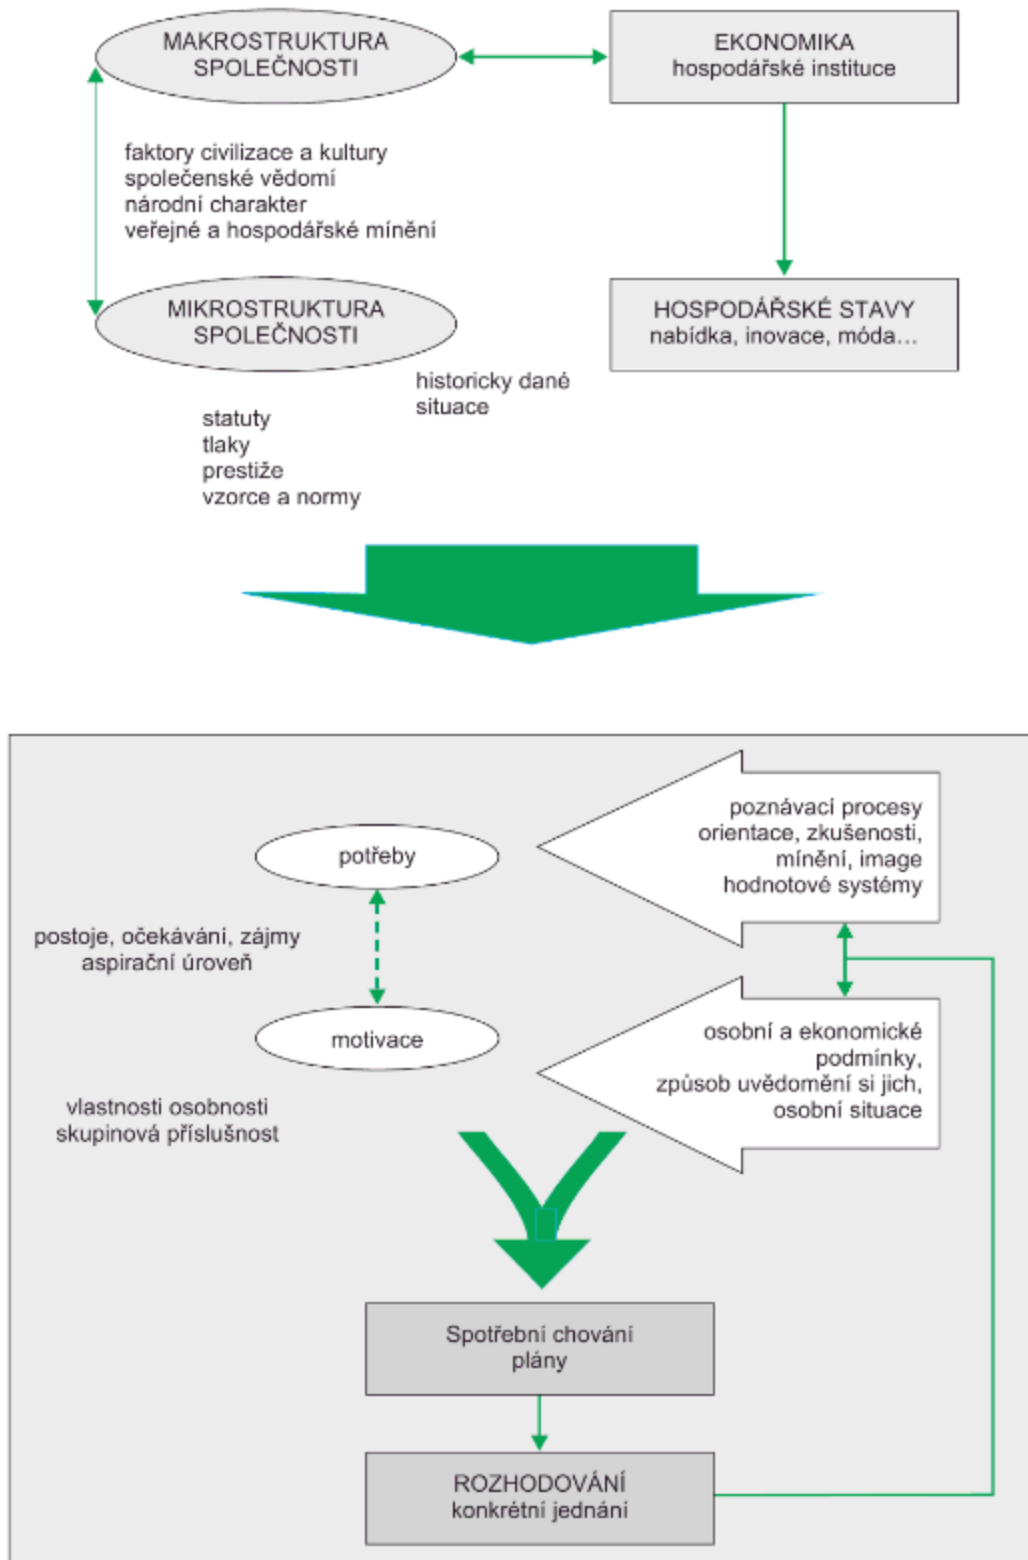 MAKROSTRUKTURA
SPOLEČNOSTI
EKONOMIKA
hospodářské instituce
faktory civilizace a kultury
společenské vědomí
národní charakter
veřejné a hospodářské mínění
MIKROSTRUKTURA
SPOLEČNOSTI
HOSPODÁŘSKÉ STAVY
nabídka, inovace, móda...
historicky dané
situace
statuty
tlaky
prestiže
vzorce a normy
poznávací procesy
orientace, zkušenosti,
mínění, image
hodnotové systémy
potřeby
postoje, očekávání, zájmy
aspirační úroveň
motivace
osobní a ekonomické
podmínky,
způsob uvědomění si jich,
osobní situace
vlastnosti osobnosti
skupinová příslušnost
Spotřební chování
plány
ROZHODOVÁNÍ
konkrétní jednání